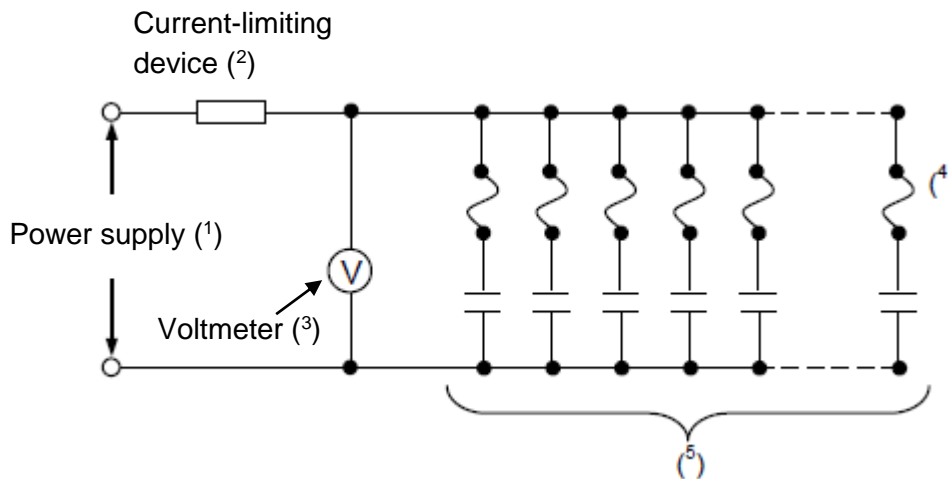 Current-limiting
device (²)
(⁴
Power supply (¹)
V
Voltmeter (³)
(⁵)